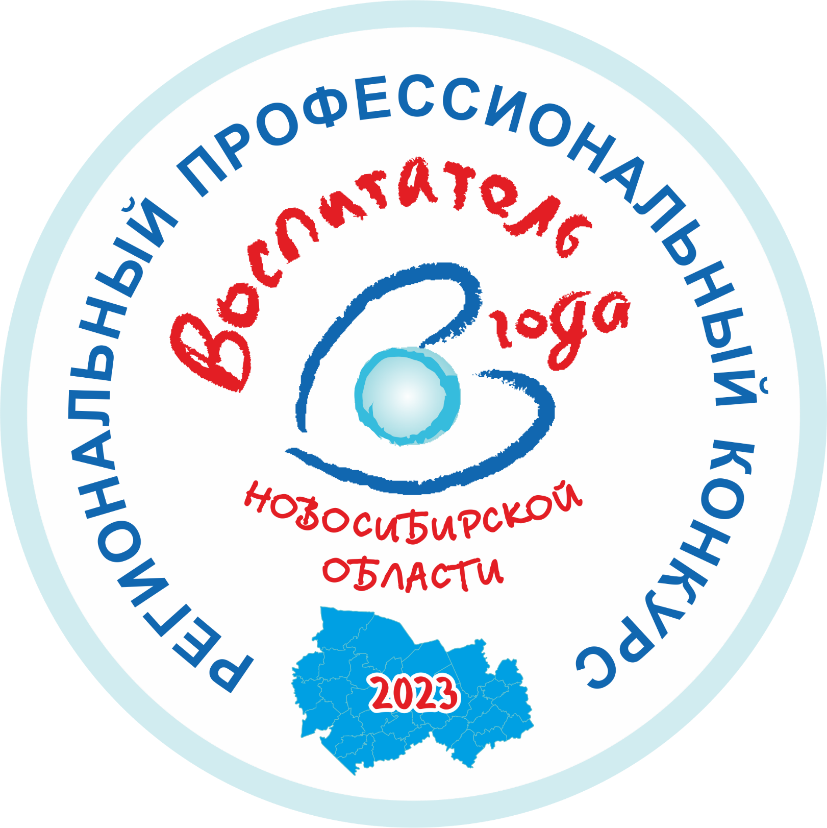 РЕГИОНАЛЬНЫЙ ПРОФЕССИОНАЛЬНЫЙ КОНКУРС
Воспитатель
года
НОВОСИБИРСКОЙ
ОБЛАСТИ
2023